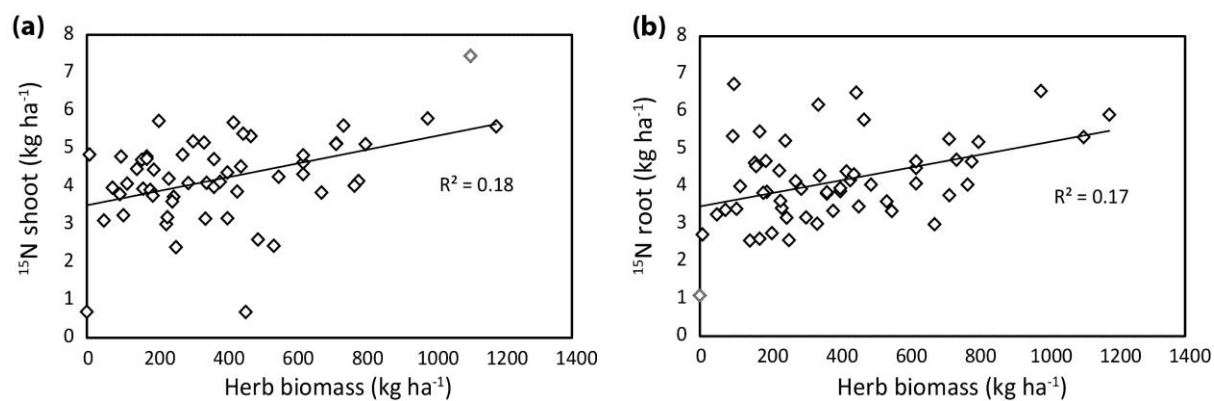 (a)
8
7
6
5
4
3
2
1
0
¹⁵N shoot (kg ha⁻¹)
R² = 0.18
0 200 400 600 800 1000 1200 1400
Herb biomass (kg ha⁻¹)
(b)
8
7
6
5
4
3
2
1
0
¹⁵N root (kg ha⁻¹)
R² = 0.17
0 200 400 600 800 1000 1200 1400
Herb biomass (kg ha⁻¹)